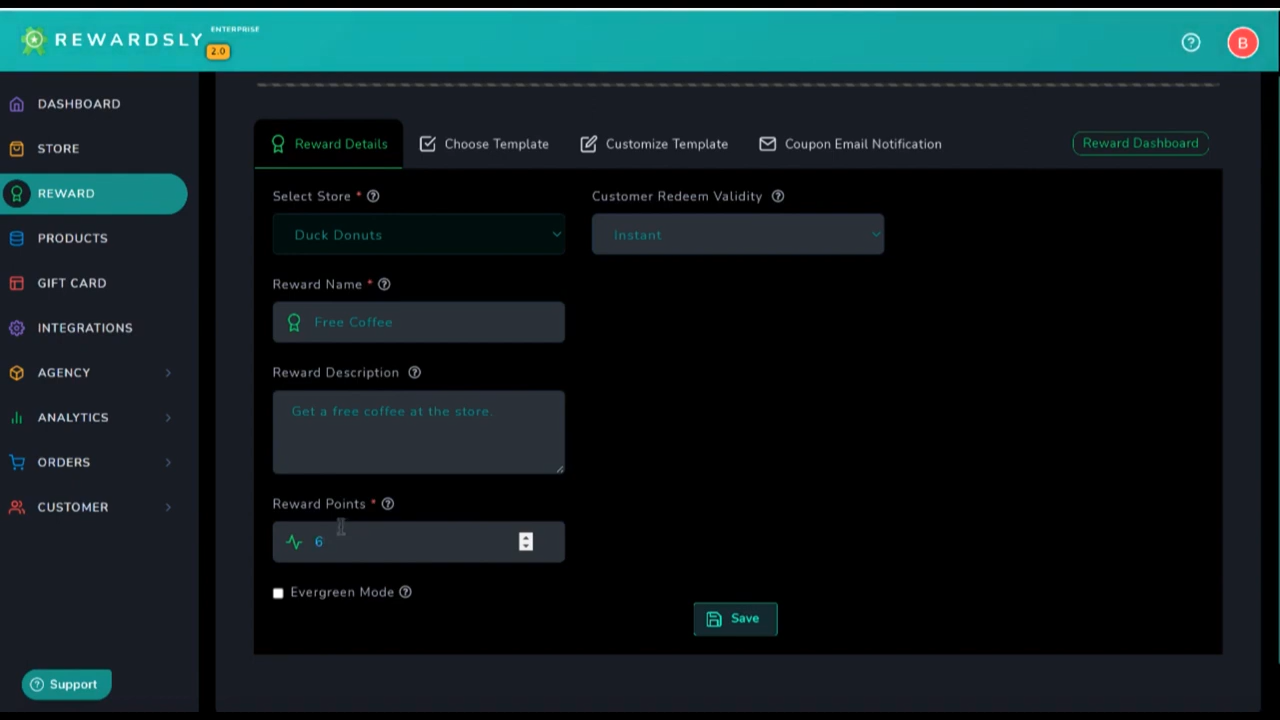 REWARDSLY ENTERPRISE
2.0
B
DASHBOARD
STORE
REWARD
PRODUCTS
GIFT CARD
INTEGRATIONS
AGENCY
ANALYTICS
ORDERS
CUSTOMER
Support
Reward Details
Choose Template
Customize Template
Coupon Email Notification
Reward Dashboard
Select Store *
Customer Redeem Validity
Duck Donuts
Instant
Reward Name *
Free Coffee
Reward Description
Get a free coffee at the store.
Reward Points *
6
Evergreen Mode
Save